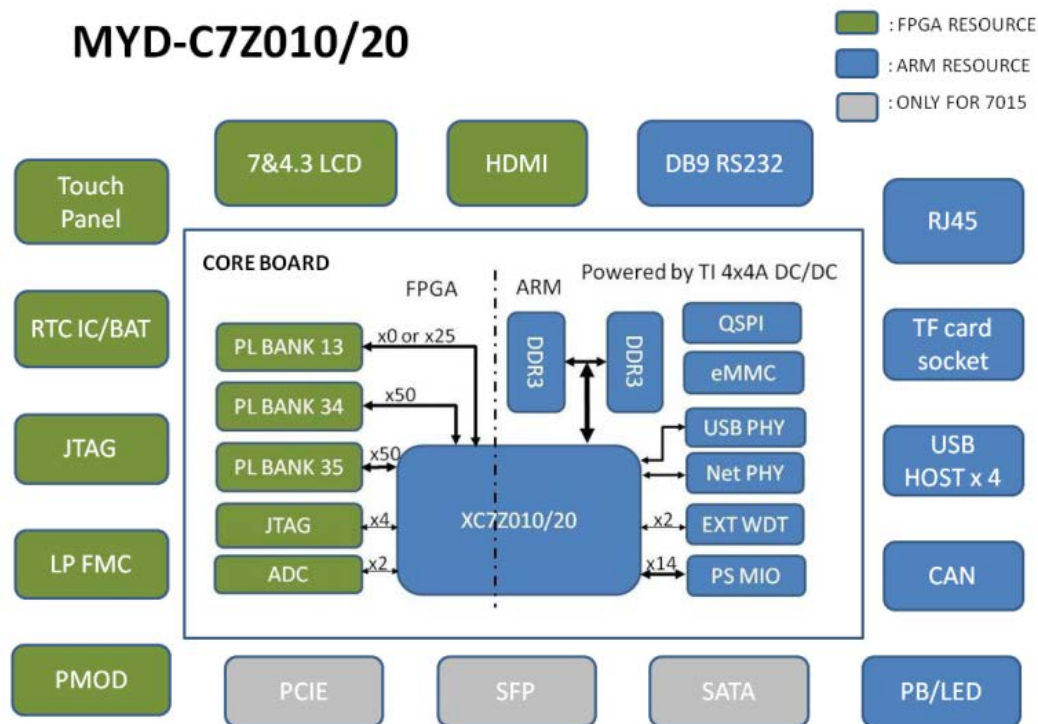 MYD-C7Z010/20
: FPGA RESOURCE
: ARM RESOURCE
: ONLY FOR 7015
7&4.3 LCD
HDMI
DB9 RS232
Touch
Panel
RTC IC/BAT
JTAG
LP FMC
PMOD
CORE BOARD
FPGA
ARM
Powered by TI 4x4A DC/DC
PL BANK 13
x0 or x25
PL BANK 34
x50
PL BANK 35
x50
JTAG
x4
ADC
x2
XC7Z010/20
DDR3
DDR3
QSPI
eMMC
USB PHY
Net PHY
x2
EXT WDT
x14
PS MIO
RJ45
TF card
socket
USB
HOST x 4
CAN
PCIE
SFP
SATA
PB/LED